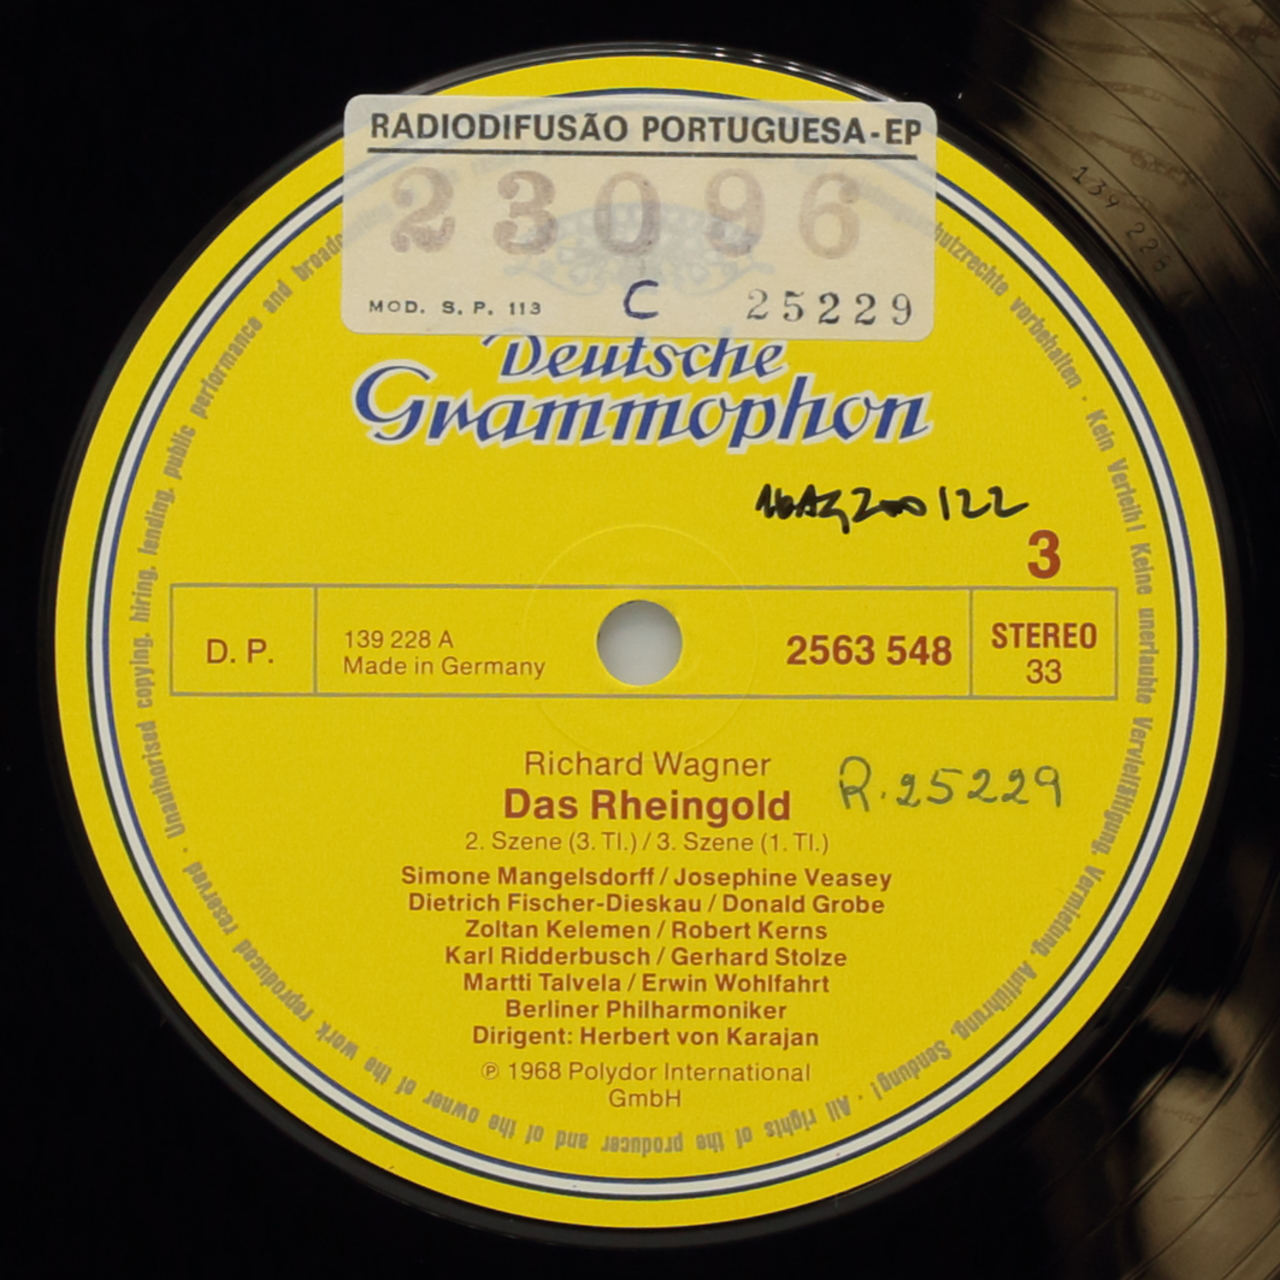 RADIODIFUSÃO PORTUGUESA-EP
23096
MOD. S. P. 113 C 25229
Deutsche
Grammophon
3
D. P.
139 228 A
Made in Germany
2563 548
STEREO
33
Richard Wagner
Das Rheingold
R.25229
2. Szene (3. Tl.) / 3. Szene (1. Tl.)
Simone Mangelsdorff / Josephine Veasey
Dietrich Fischer-Dieskau / Donald Grobe
Zoltan Kelemen / Robert Kerns
Karl Ridderbusch / Gerhard Stolze
Martti Talvela / Erwin Wohlfahrt
Berliner Philharmoniker
Dirigent: Herbert von Karajan
℗ 1968 Polydor International
GmbH
hutzrechte vorbehalten · Kein Verleih! Keine unerlaubte Vervielfältigung, Vermietung, Aufführung, Sendung! · All rights of the producer and of the owner of the work reproduced reserved · Unauthorised copying, hiring, lending, public performance and broadc
139 228